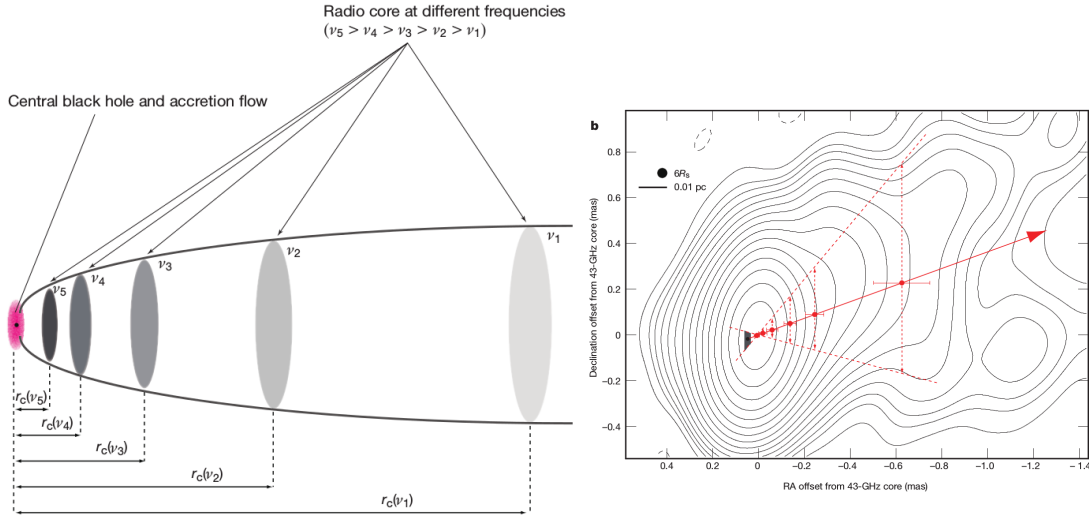 Radio core at different frequencies
(ν5 > ν4 > ν3 > ν2 > ν1)
Central black hole and accretion flow
ν5
ν4
ν3
ν2
ν1
rc(ν5)
rc(ν4)
rc(ν3)
rc(ν2)
rc(ν1)
b
6Rs
0.01 pc
Declination offset from 43-GHz core (mas)
0.8
0.6
0.4
0.2
0
−0.2
−0.4
0.4
0.2
0
−0.2
−0.4
−0.6
−0.8
−1.0
−1.2
− 1.4
RA offset from 43-GHz core (mas)